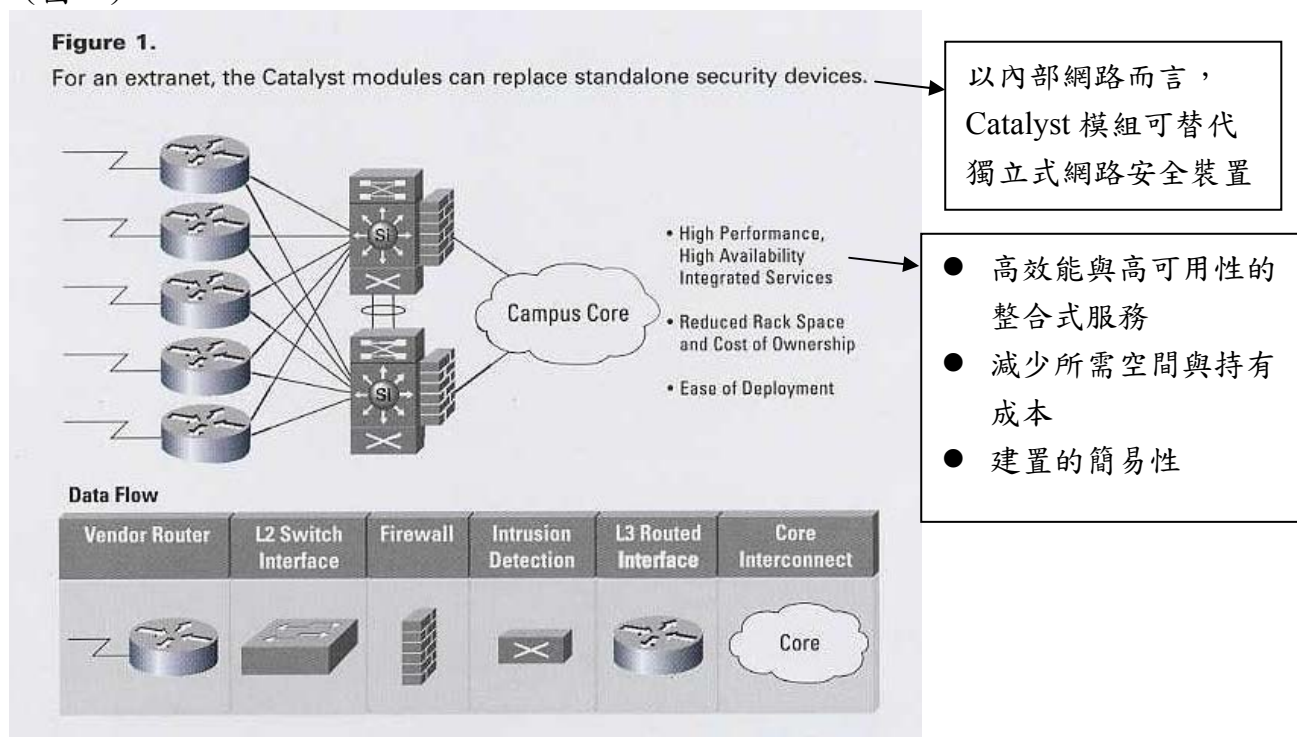 Figure 1.
For an extranet, the Catalyst modules can replace standalone security devices.
以內部網路而言，
Catalyst 模組可替代
獨立式網路安全裝置
Si
Si
Campus Core
• High Performance,
High Availability
Integrated Services
• Reduced Rack Space
and Cost of Ownership
• Ease of Deployment
● 高效能與高可用性的
整合式服務
● 減少所需空間與持有
成本
● 建置的簡易性
Data Flow
Vendor Router
L2 Switch
Interface
Firewall
Intrusion
Detection
L3 Routed
Interface
Core
Interconnect
Core